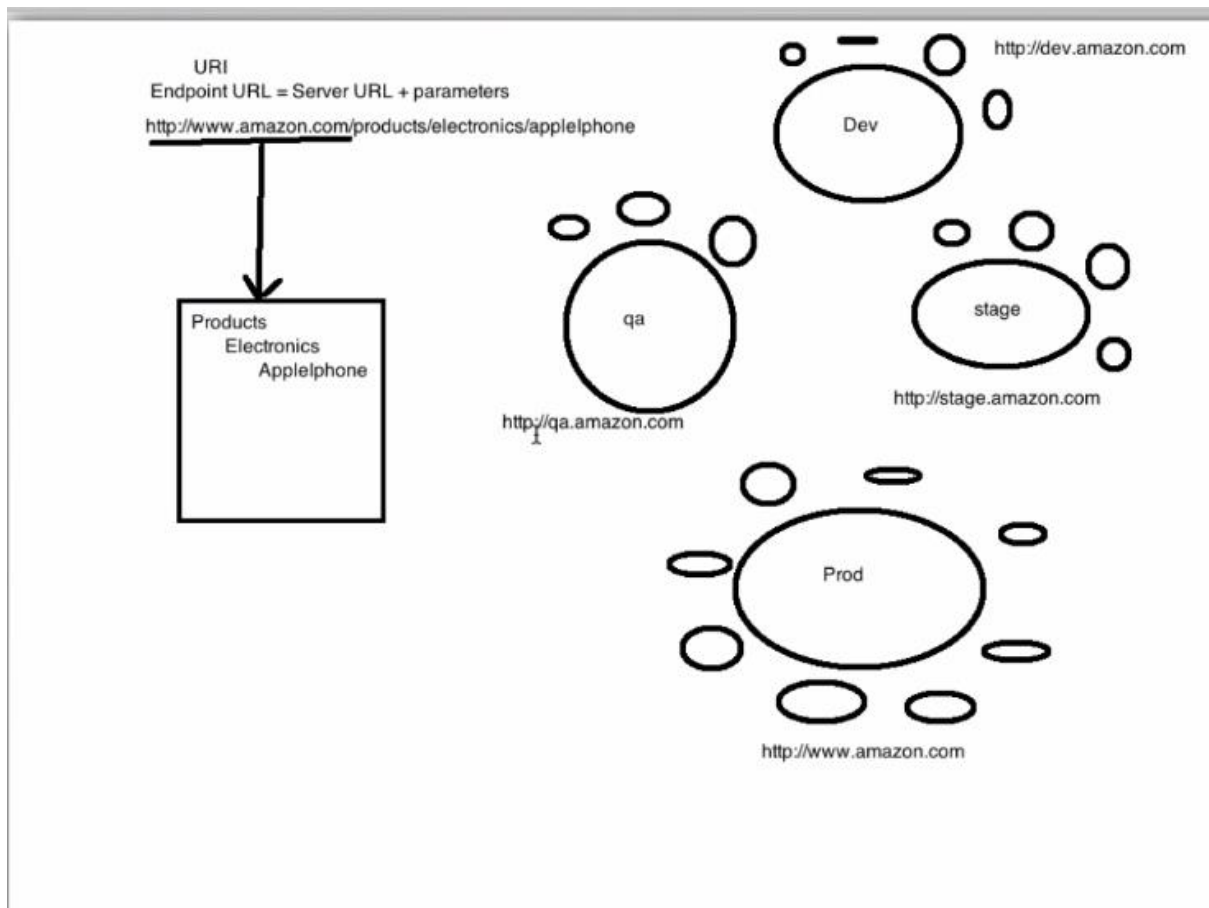 URI
Endpoint URL = Server URL + parameters
http://www.amazon.com/products/electronics/appleIphone
Products
Electronics
AppleIphone
http://dev.amazon.com
Dev
qa
http://qa.amazon.com
stage
http://stage.amazon.com
Prod
http://www.amazon.com